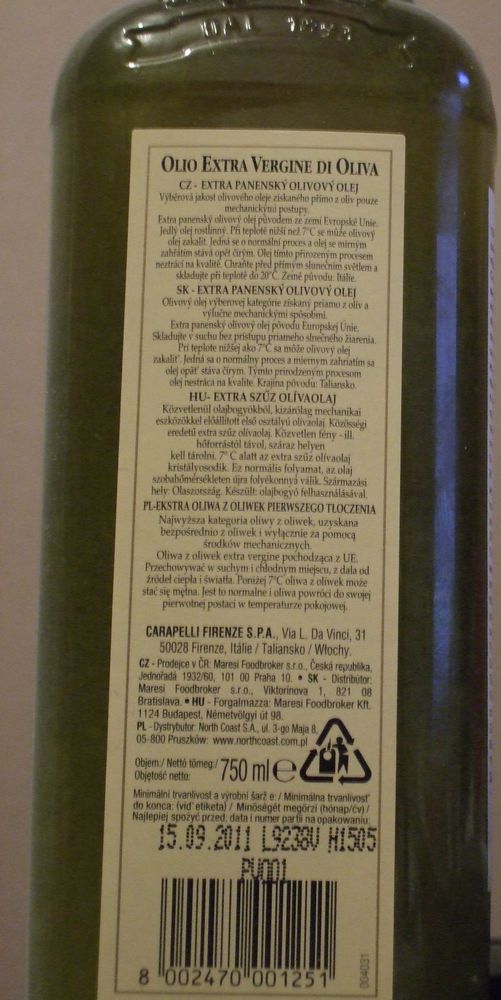 DAL 1893
OLIO EXTRA VERGINE DI OLIVA
CZ - EXTRA PANENSKÝ OLIVOVÝ OLEJ
Výběrová jakost olivového oleje získaného přímo z oliv pouze
mechanickými postupy.
Extra panenský olivový olej původem ze zemí Evropské Unie.
Jedlý olej rostlinný. Při teplotě nižší než 7°C se může olivový
olej zakalit. Jedná se o normální proces a olej se mírným
zahřátím stává opět čirým. Olej tímto přirozeným procesem
neztrácí na kvalitě. Chraňte před přímým slunečním světlem a
skladujte při teplotě do 20°C. Země původu: Itálie.
SK - EXTRA PANENSKÝ OLIVOVÝ OLEJ
Olivový olej výberovej kategórie získaný priamo z olív a
výlučne mechanickými spôsobmi.
Extra panenský olivový olej pôvodu Europskej Unie.
Skladujte v suchu bez prístupu priameho slnečného žiarenia.
Pri teplote nižšej ako 7°C sa môže olivový olej
zakaliť. Jedná sa o normálny proces a miernym zahriatím sa
olej opäť stáva čírym. Týmto prirodzeným procesom
olej nestráca na kvalite. Krajina pôvodu: Taliansko.
HU- EXTRA SZŰZ OLÍVAOLAJ
Közvetlenül olajbogyókból, kizárólag mechanikai
eszközökkel előállított első osztályú olívaolaj. Közösségi
eredetű extra szűz olívaolaj. Közvetlen fény - ill.
hőforrástól távol, száraz helyen
kell tárolni. 7° C alatt az extra szűz olívaolaj
kristályosodik. Ez normális folyamat, az olaj
szobahőmérsékleten újra folyékonnyá válik. Származási
hely: Olaszország. Készült: olajbogyó felhasználásával.
PL-EKSTRA OLIWA Z OLIWEK PIERWSZEGO TŁOCZENIA
Najwyższa kategoria oliwy z oliwek, uzyskana
bezpośrednio z oliwek i wyłącznie za pomocą
środków mechanicznych.
Oliwa z oliwek extra vergine pochodząca z UE.
Przechowywać w suchym i chłodnym miejscu, z dala od
źródeł ciepła i światła. Poniżej 7°C oliwa z oliwek może
stać się mętna. Jest to normalne i oliwa powróci do swojej
pierwotnej postaci w temperaturze pokojowej.
CARAPELLI FIRENZE S.P.A., Via L. Da Vinci, 31
50028 Firenze, Itálie / Taliansko / Włochy.
CZ - Prodejce v ČR: Maresi Foodbroker s.r.o., Česká republika,
Jednořadá 1932/60, 101 00 Praha 10. • SK - Distribútor:
Maresi Foodbroker s.r.o., Viktorínova 1, 821 08
Bratislava. • HU - Forgalmazza: Maresi Foodbroker Kft.
1124 Budapest, Németvölgyi út 98.
PL - Dystrybutor: North Coast S.A., ul. 3-go Maja 8,
05-800 Pruszków: www.northcoast.com.pl
Objem:/ Nettó tömeg:/
Objętość netto: 750 ml e
Minimální trvanlivost a výrobní šarž e: / Minimálna trvanlivosť
do konca: (viď etiketa) / Minőségét megőrzi (hónap/év) /
Najlepiej spożyć przed: data i numer partii na opakowaniu:
15.09.2011 L9238V H1505
PV001
8 002470 001251
004031